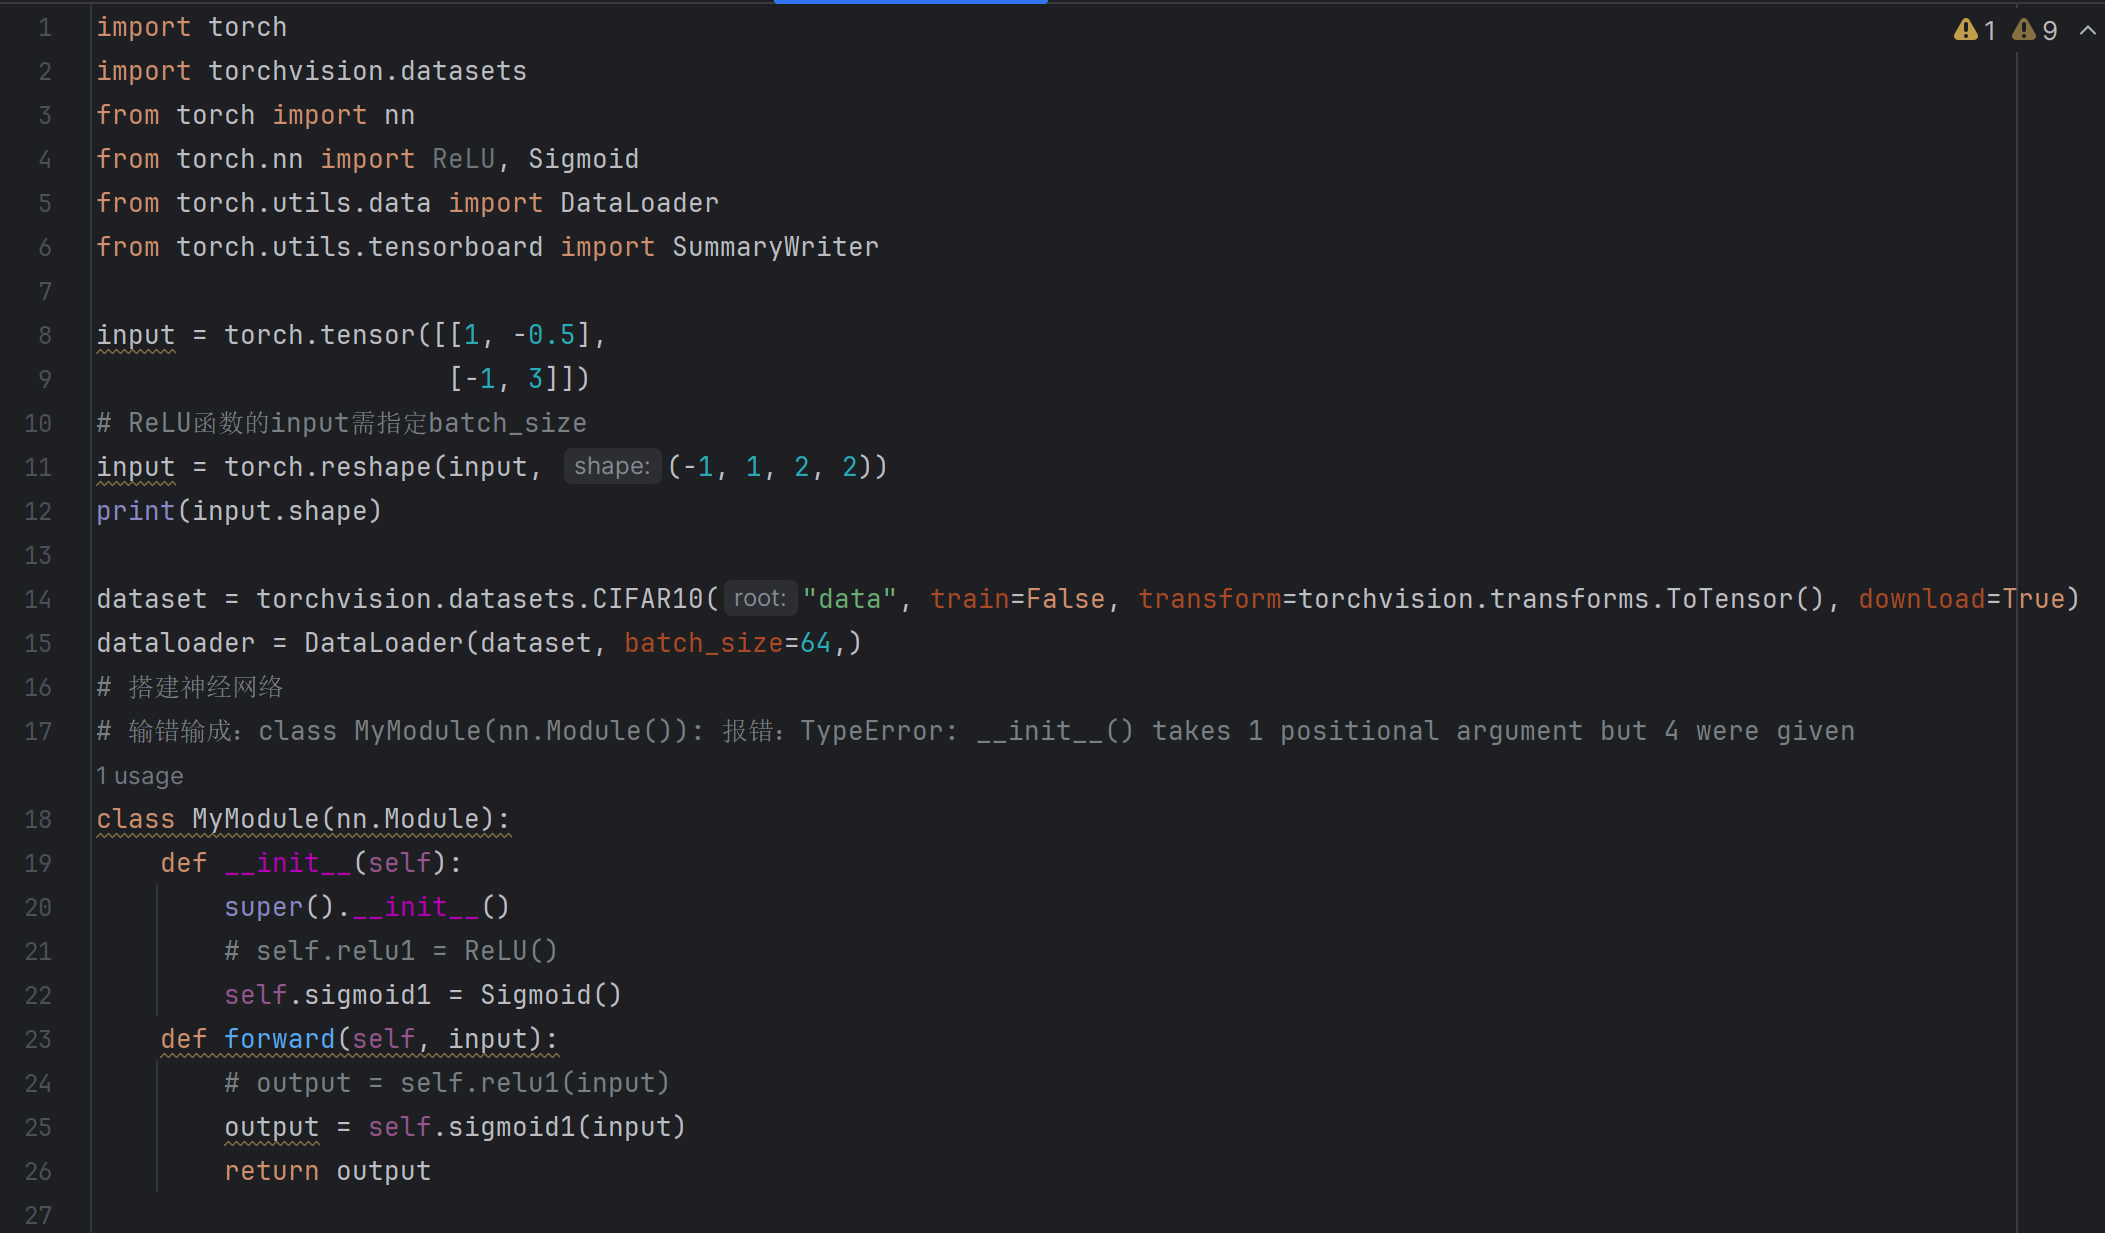 1 import torch
2 import torchvision.datasets
3 from torch import nn
4 from torch.nn import ReLU, Sigmoid
5 from torch.utils.data import DataLoader
6 from torch.utils.tensorboard import SummaryWriter
7
8 input = torch.tensor([[1, -0.5],
9                       [-1, 3]])
10 # ReLU函数的input需指定batch_size
11 input = torch.reshape(input, shape: (-1, 1, 2, 2))
12 print(input.shape)
13
14 dataset = torchvision.datasets.CIFAR10( root: "data", train=False, transform=torchvision.transforms.ToTensor(), download=True)
15 dataloader = DataLoader(dataset, batch_size=64,)
16 # 搭建神经网络
17 # 输错输成：class MyModule(nn.Module()): 报错：TypeError: __init__() takes 1 positional argument but 4 were given
1 usage
18 class MyModule(nn.Module):
19     def __init__(self):
20         super().__init__()
21         # self.relu1 = ReLU()
22         self.sigmoid1 = Sigmoid()
23     def forward(self, input):
24         # output = self.relu1(input)
25         output = self.sigmoid1(input)
26         return output
27
1 9